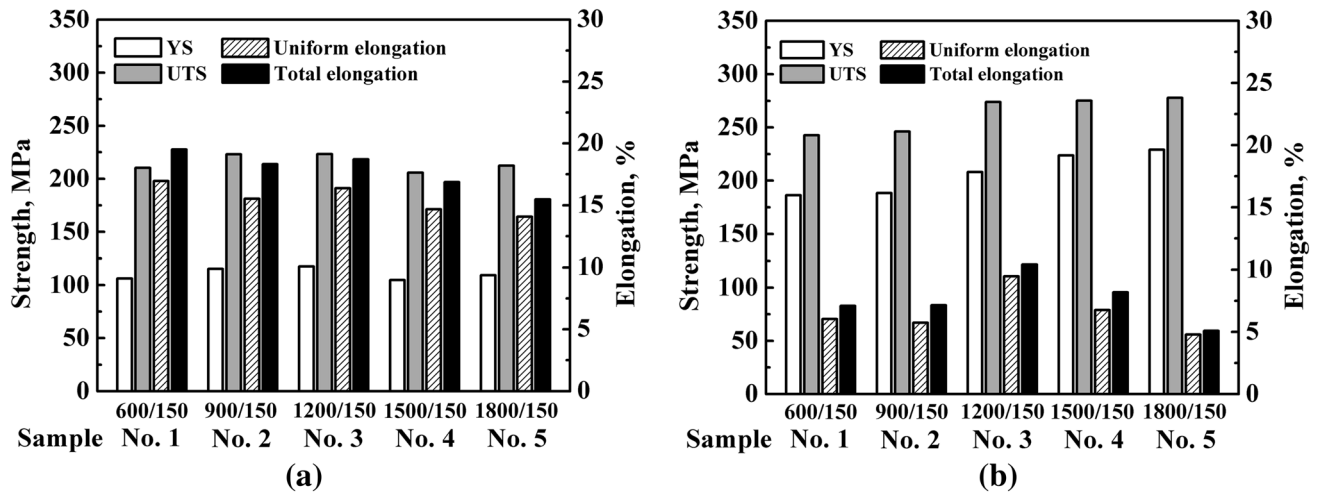 350
300
250
200
150
100
50
0
Strength, MPa
YS
Uniform elongation
UTS
Total elongation
30
25
20
15
10
5
0
Elongation, %
600/150 900/150 1200/150 1500/150 1800/150
Sample No. 1 No. 2 No. 3 No. 4 No. 5
(a)
350
300
250
200
150
100
50
0
Strength, MPa
YS
Uniform elongation
UTS
Total elongation
30
25
20
15
10
5
0
Elongation, %
600/150 900/150 1200/150 1500/150 1800/150
Sample No. 1 No. 2 No. 3 No. 4 No. 5
(b)